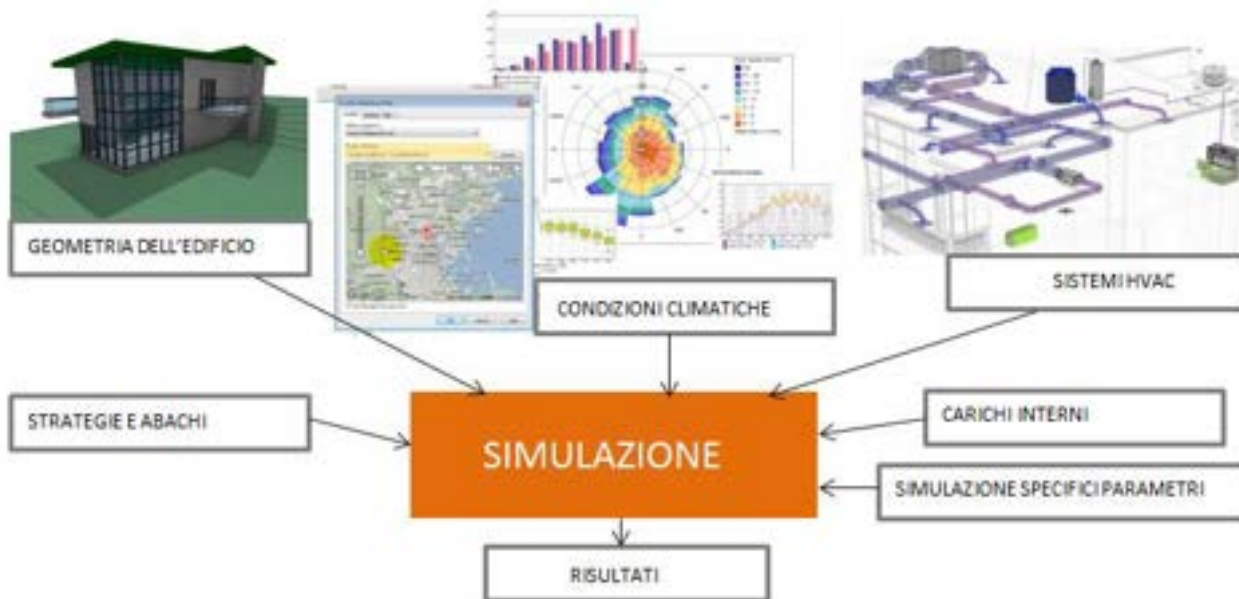 GEOMETRIA DELL'EDIFICIO
CONDIZIONI CLIMATICHE
SISTEMI HVAC
STRATEGIE E ABACHI
SIMULAZIONE
CARICHI INTERNI
SIMULAZIONE SPECIFICI PARAMETRI
RISULTATI